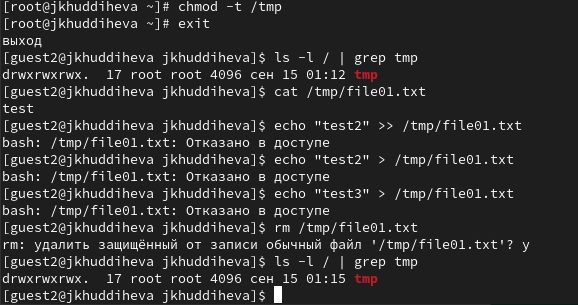 [root@jkhuddiheva ~]# chmod -t /tmp
[root@jkhuddiheva ~]# exit
выход
[guest2@jkhuddiheva jkhuddiheva]$ ls -l / | grep tmp
drwxrwxrwx.  17 root root 4096 сен 15 01:12 tmp
[guest2@jkhuddiheva jkhuddiheva]$ cat /tmp/file01.txt
test
[guest2@jkhuddiheva jkhuddiheva]$ echo "test2" >> /tmp/file01.txt
bash: /tmp/file01.txt: Отказано в доступе
[guest2@jkhuddiheva jkhuddiheva]$ echo "test2" > /tmp/file01.txt
bash: /tmp/file01.txt: Отказано в доступе
[guest2@jkhuddiheva jkhuddiheva]$ echo "test3" > /tmp/file01.txt
bash: /tmp/file01.txt: Отказано в доступе
[guest2@jkhuddiheva jkhuddiheva]$ rm /tmp/file01.txt
rm: удалить защищённый от записи обычный файл '/tmp/file01.txt'? y
[guest2@jkhuddiheva jkhuddiheva]$ ls -l / | grep tmp
drwxrwxrwx.  17 root root 4096 сен 15 01:15 tmp
[guest2@jkhuddiheva jkhuddiheva]$